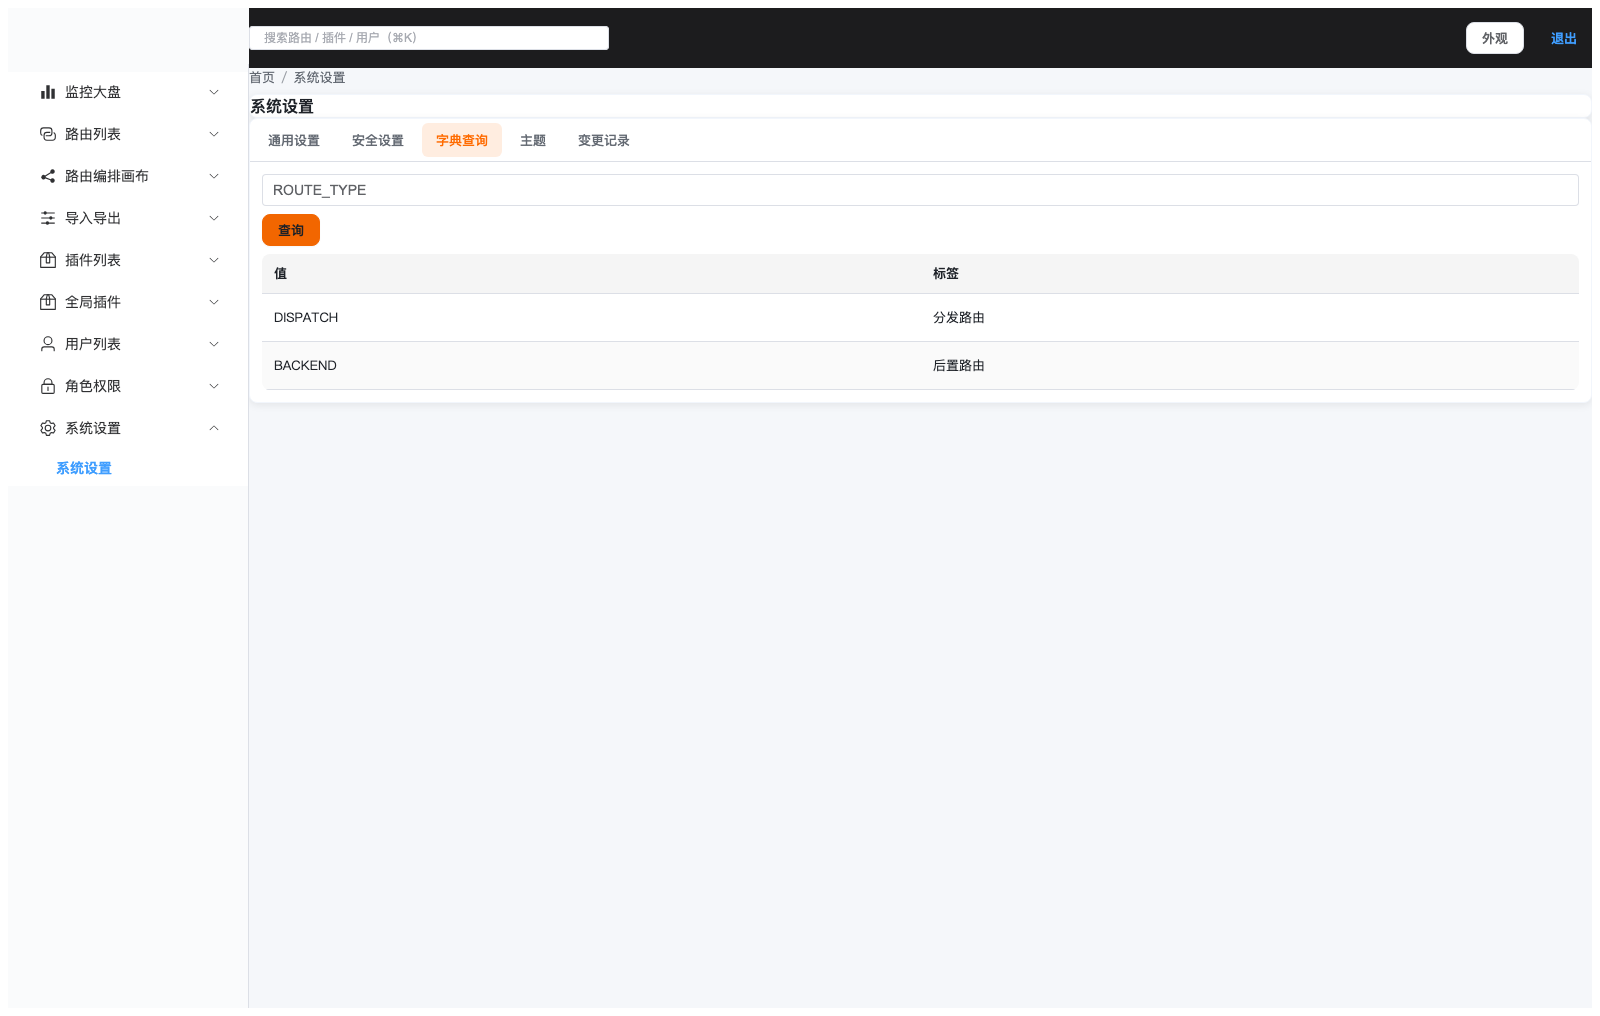 搜索路由 / 插件 / 用户（⌘K）
外观
退出
监控大盘
路由列表
路由编排画布
导入导出
插件列表
全局插件
用户列表
角色权限
系统设置
系统设置
首页 / 系统设置
系统设置
通用设置 安全设置 字典查询 主题 变更记录
ROUTE_TYPE
查询
值 标签
DISPATCH 分发路由
BACKEND 后置路由